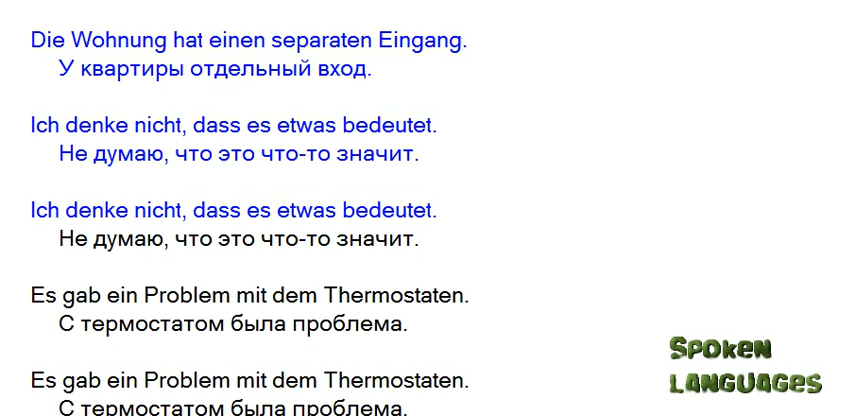 Die Wohnung hat einen separaten Eingang.
У квартиры отдельный вход.
Ich denke nicht, dass es etwas bedeutet.
Не думаю, что это что-то значит.
Ich denke nicht, dass es etwas bedeutet.
Не думаю, что это что-то значит.
Es gab ein Problem mit dem Thermostaten.
С термостатом была проблема.
Es gab ein Problem mit dem Thermostaten.
С термостатом была проблема.
Spoken
Languages